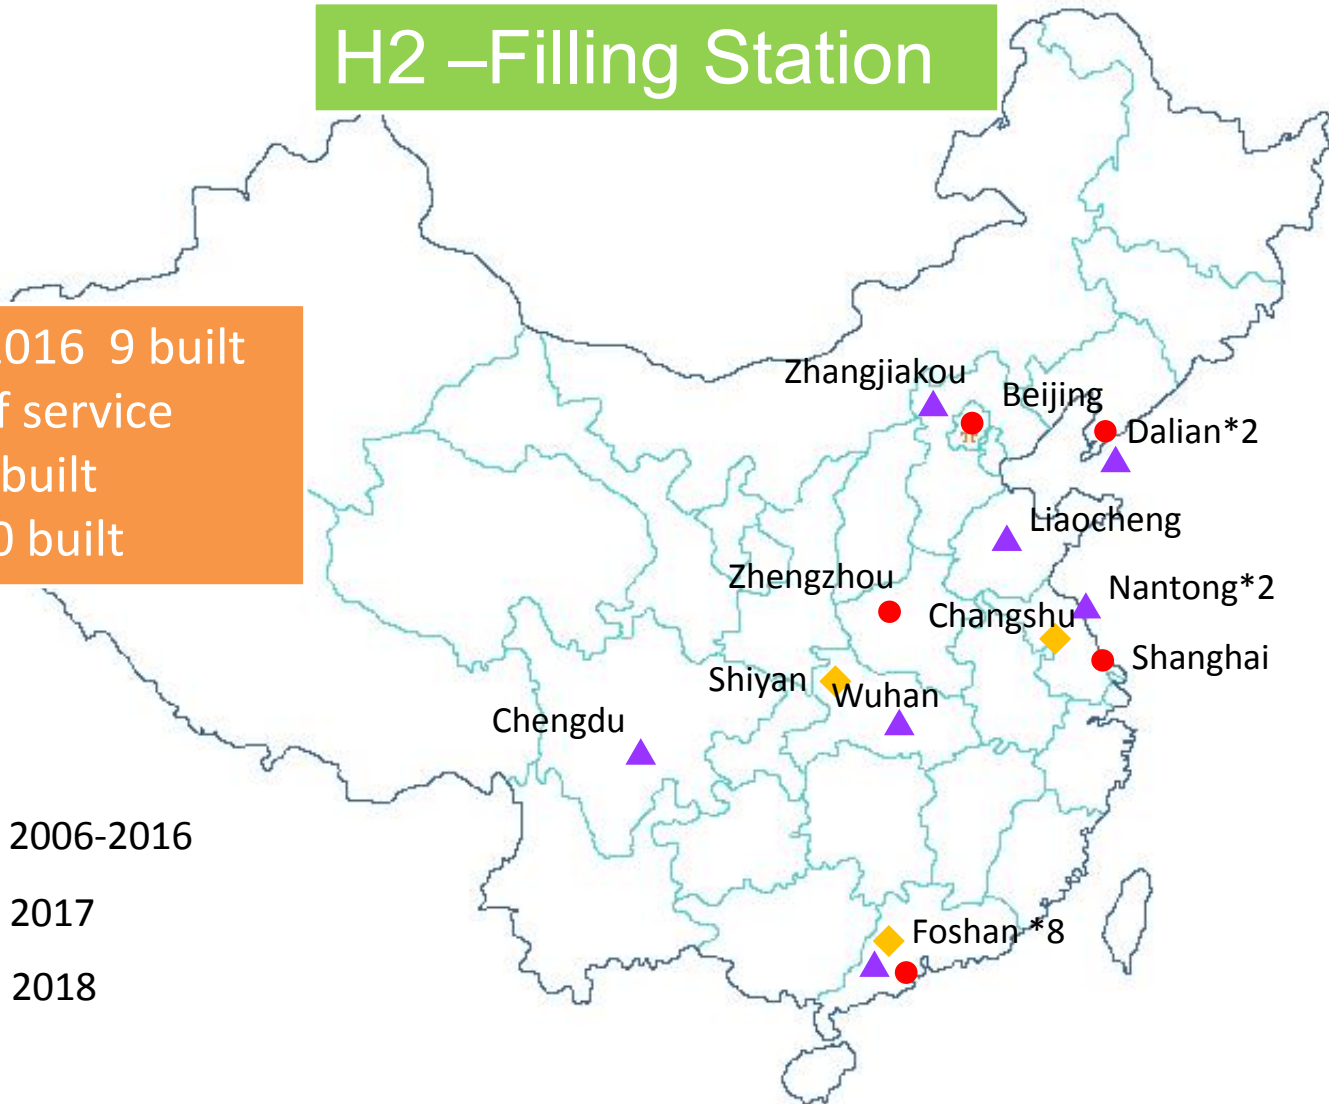 H2 –Filling Station
2016 9 built
f service
built
0 built
Zhangjiakou
Beijing
Dalian*2
Liaocheng
Zhengzhou
Nantong*2
Changshu
Shanghai
Shiyan
Wuhan
Chengdu
2006-2016
2017
2018
Foshan *8